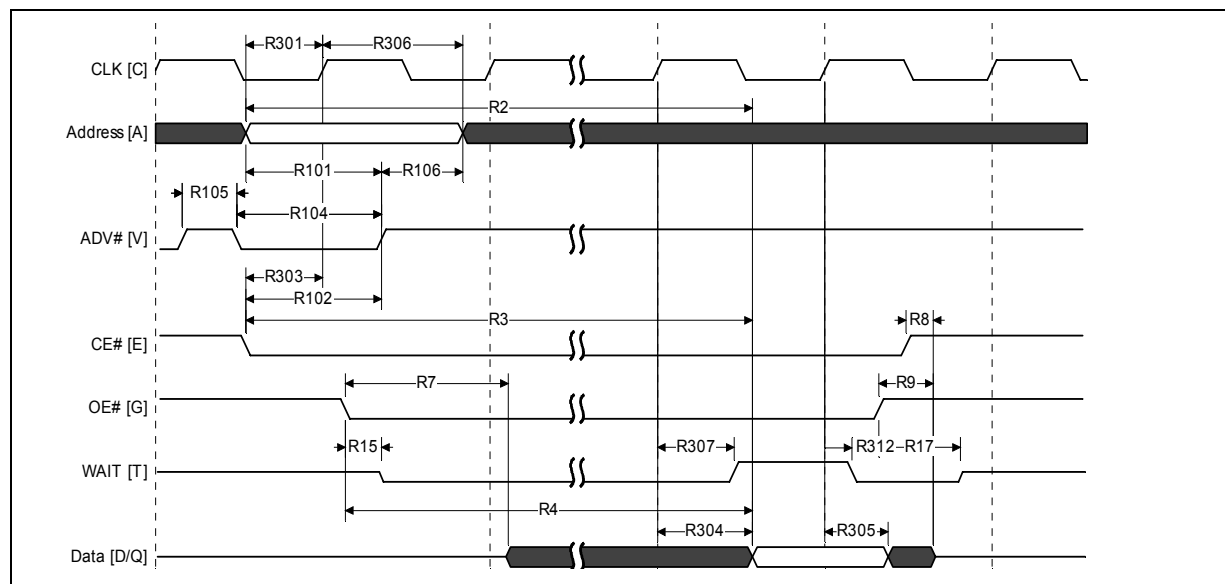 R301 R306
CLK [C]
R2
Address [A]
R101 R106
R105
R104
ADV# [V]
R303
R102
R3 R8
CE# [E]
R7 R9
OE# [G]
R15 R307 R312 R17
WAIT [T]
R4
R304 R305
Data [D/Q]